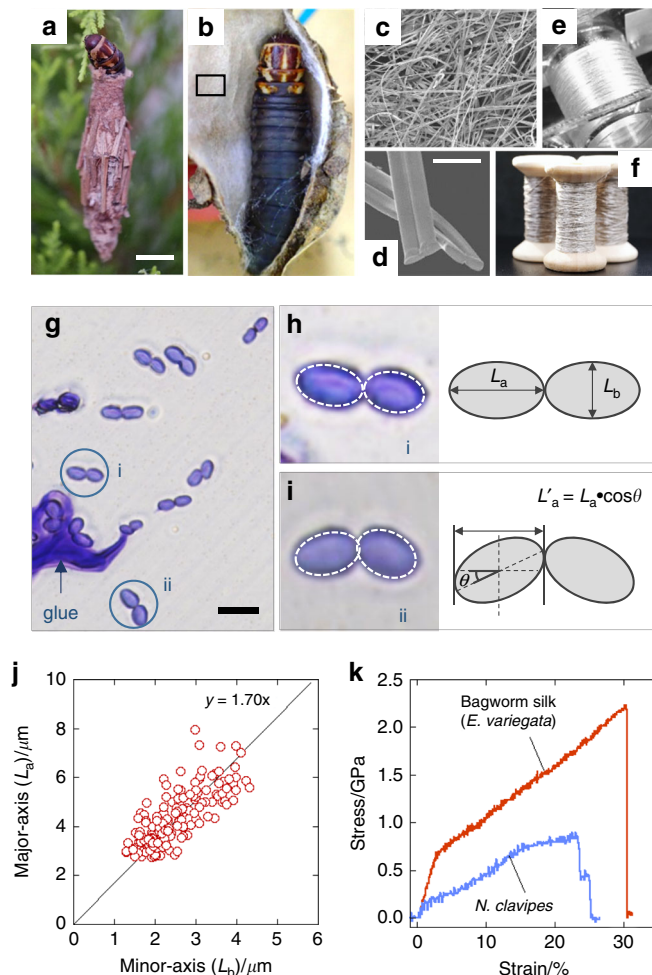 a
b
c
e
d
f
g
i
glue
ii
h
i
L_a
L_b
i
ii
L'_a = L_a•cosθ
θ
j
y = 1.70x
10
8
6
4
2
0
0 1 2 3 4 5 6
Major-axis (L_a)/μm
Minor-axis (L_b)/μm
k
2.5
2.0
1.5
1.0
0.5
0.0
0 10 20 30
Stress/GPa
Strain/%
Bagworm silk
(E. variegata)
N. clavipes